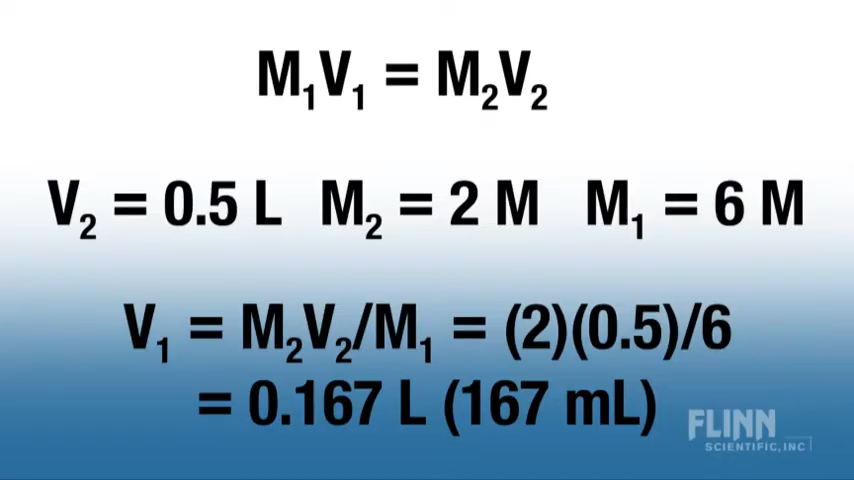 M₁V₁ = M₂V₂
V₂ = 0.5 L M₂ = 2 M M₁ = 6 M
V₁ = M₂V₂/M₁ = (2)(0.5)/6
= 0.167 L (167 mL)
FLINN
SCIENTIFIC, INC